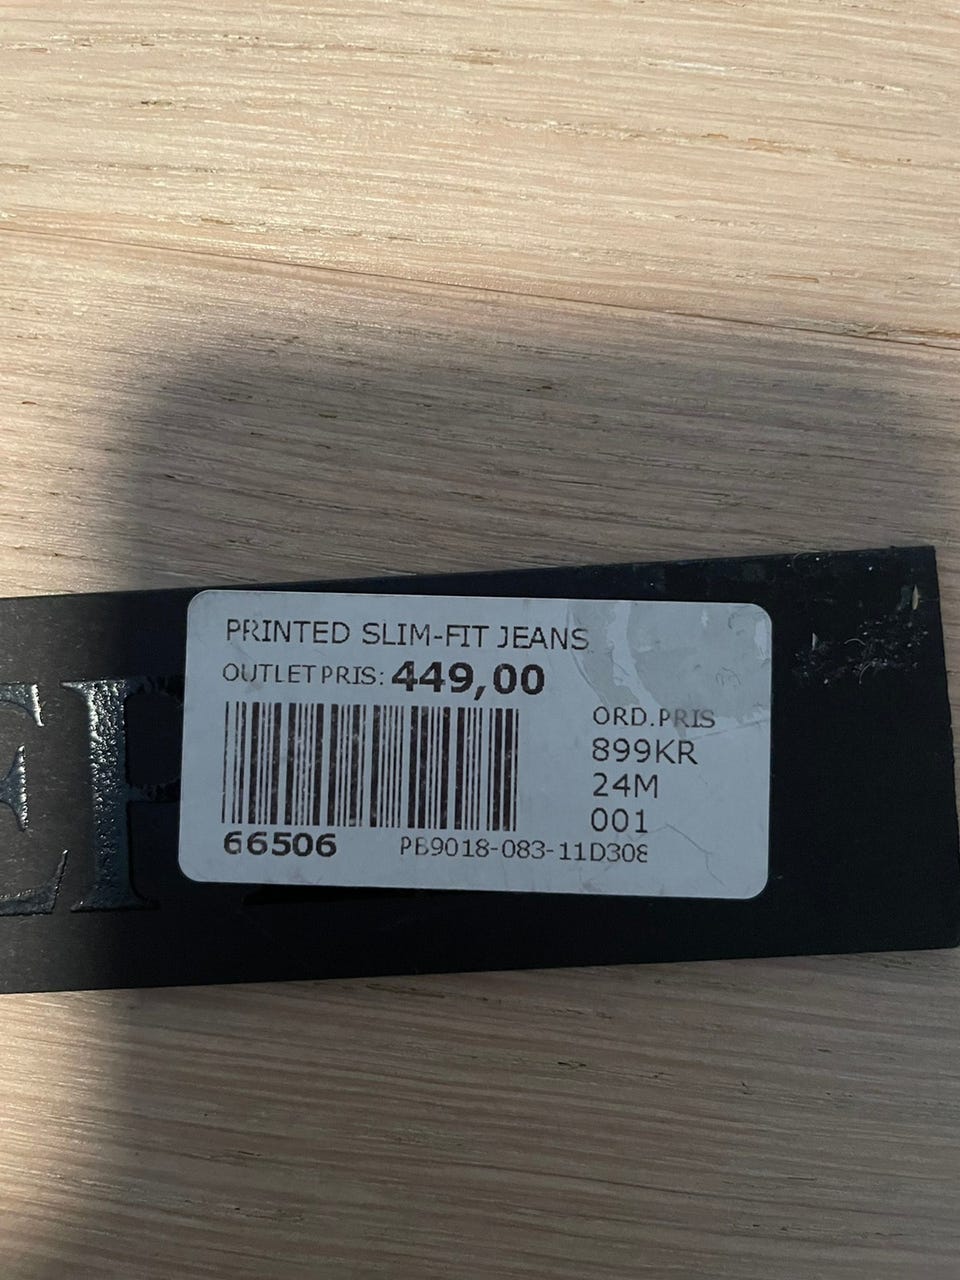 PRINTED SLIM-FIT JEANS
OUTLET PRIS: 449,00
ORD.PRIS
899KR
24M
001
66506 PB9018-083-11D308